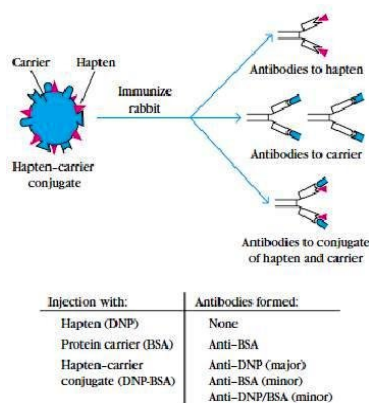 Carrier Hapten
Immunize
rabbit
Hapten-carrier
conjugate
Antibodies to hapten
Antibodies to carrier
Antibodies to conjugate
of hapten and carrier
Injection with: Antibodies formed:
Hapten (DNP) None
Protein carrier (BSA) Anti-BSA
Hapten-carrier Anti-DNP (major)
conjugate (DNP-BSA) Anti-BSA (minor)
Anti-DNP/BSA (minor)